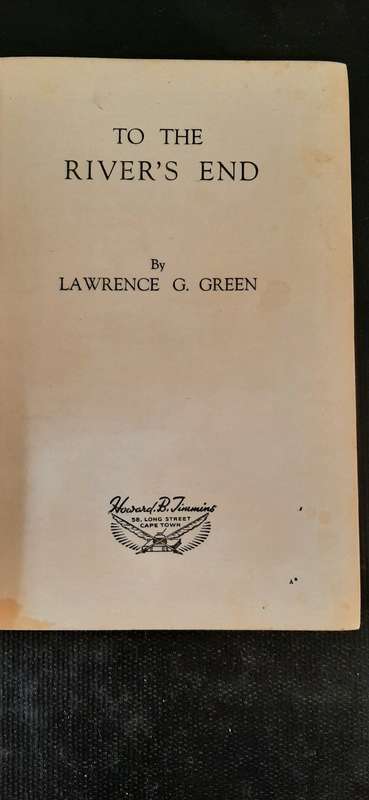 TO THE
RIVER'S END
By
LAWRENCE G. GREEN
Howard. B. Timmins
58, LONG STREET
CAPE TOWN
A*